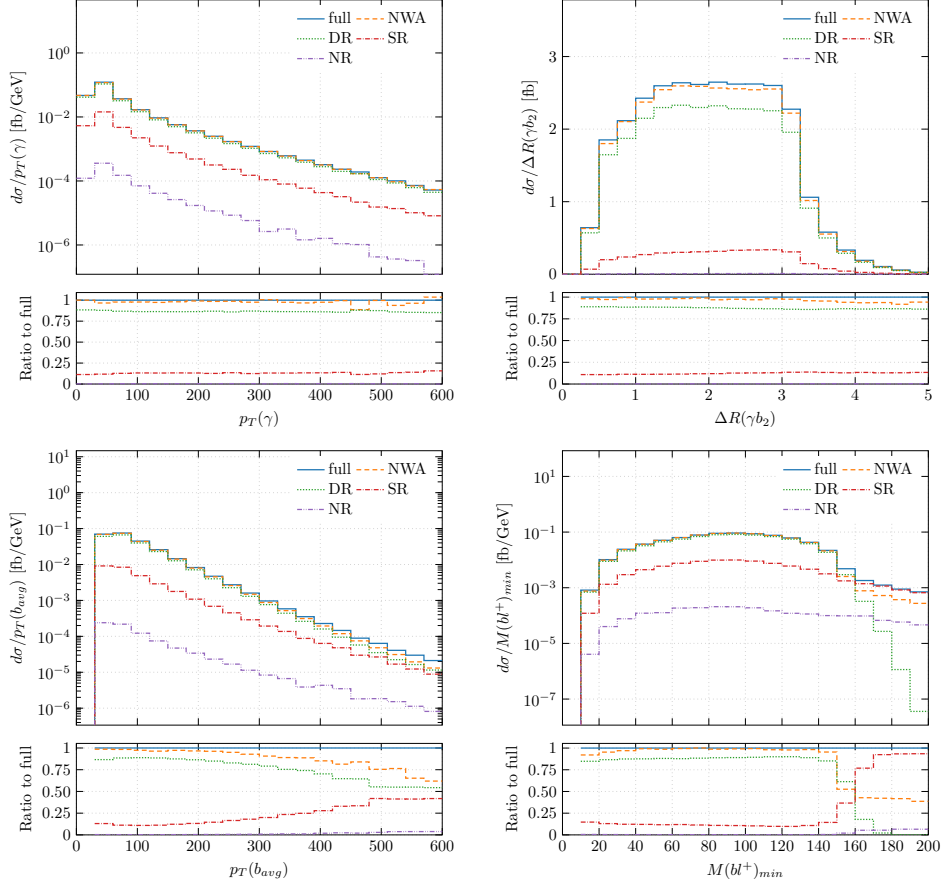 full NWA
DR SR
NR
dσ/p_T(γ) [fb/GeV]
10^0
10^{-2}
10^{-4}
10^{-6}
Ratio to full
1
0.75
0.5
0.25
0
0 100 200 300 400 500 600
p_T(γ)
full NWA
DR SR
NR
dσ/ΔR(γb_2) [fb]
3
2
1
0
Ratio to full
1
0.75
0.5
0.25
0
0 1 2 3 4 5
ΔR(γb_2)
full NWA
DR SR
NR
dσ/p_T(b_{avg}) [fb/GeV]
10^1
10^0
10^{-1}
10^{-2}
10^{-3}
10^{-4}
10^{-5}
10^{-6}
Ratio to full
1
0.75
0.5
0.25
0
0 100 200 300 400 500 600
p_T(b_{avg})
full NWA
DR SR
NR
dσ/M(bl^+)_{min} [fb/GeV]
10^1
10^{-1}
10^{-3}
10^{-5}
10^{-7}
Ratio to full
1
0.75
0.5
0.25
0
0 20 40 60 80 100 120 140 160 180 200
M(bl^+)_{min}